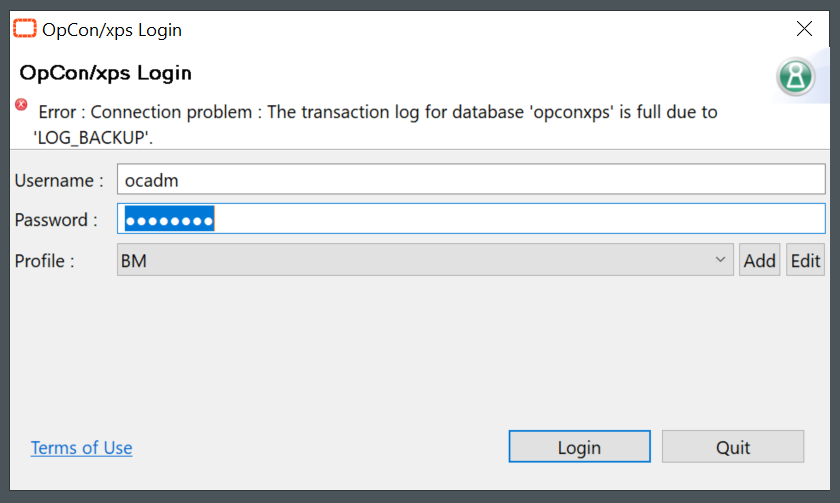 OpCon/xps Login
OpCon/xps Login
Error : Connection problem : The transaction log for database 'opconxps' is full due to
'LOG_BACKUP'.
Username : ocadm
Password : ●●●●●●●●
Profile : BM Add Edit
Terms of Use Login Quit